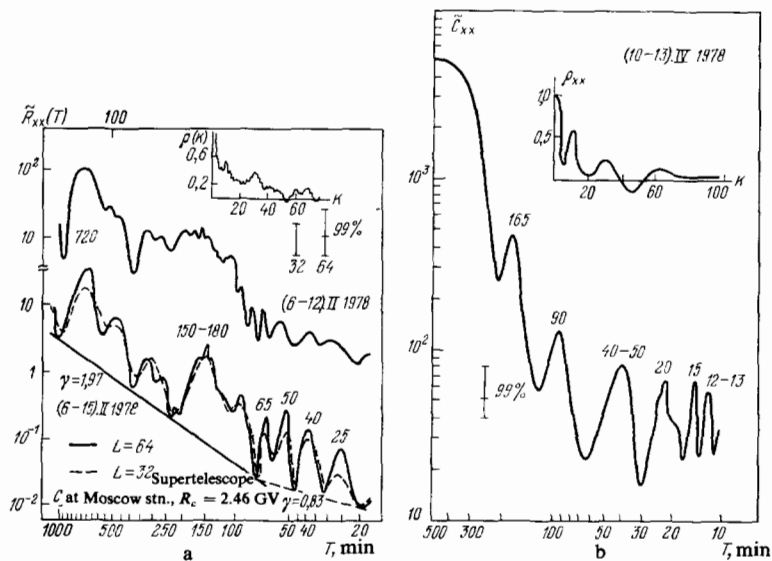 R̃xx(T)
100
10²
10
10
1
10⁻¹
10⁻²
ρ(κ)
0,6
0,2
20 40 60 K
99%
32 64
720
(6-12).II 1978
150-180
γ=1,97
(6-15).II 1978
65
50
40
25
L=64
L=32
Supertelescope
C at Moscow stn., Rc = 2.46 GV
γ=0,83
1000 500 150 100 50 40 20
T, min
a
C̃xx
(10-13).IV 1978
ρxx
1,0
0,5
20 60 100 K
10³
10²
10
165
90
40-50
20
15
12-13
99%
500 400 300 200 100 50 30 20 10
T, min
b